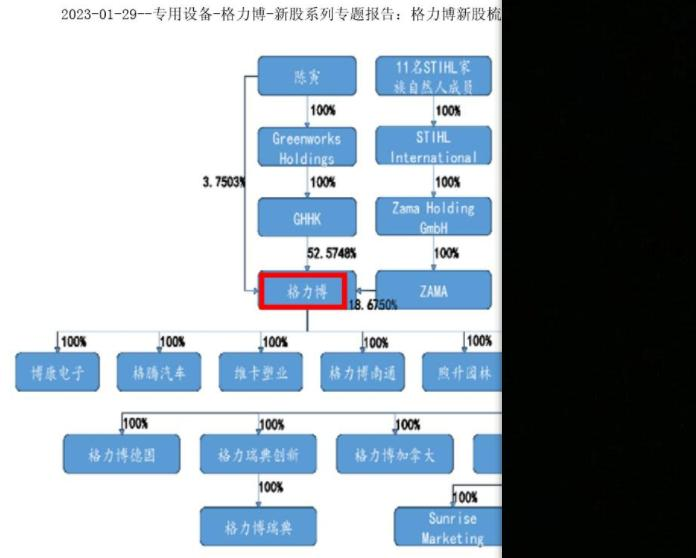 2023-01-29--专用设备-格力博-新股系列专题报告：格力博新股梳
陈寅
11名STIHL家
族自然人成员
100%
100%
Greenworks
Holdings
STIHL
International
3.7503%
100%
100%
GHHK
Zama Holding
GmbH
52.5748%
100%
格力博
ZAMA
18.6750%
100%
100%
100%
100%
100%
博康电子
格腾汽车
维卡塑业
格力博南通
煦升园林
100%
100%
100%
格力博德国
格力瑞典创新
格力博加拿大
100%
100%
格力博瑞典
Sunrise
Marketing